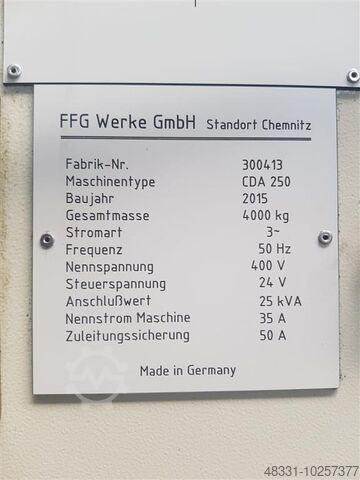 FFG Werke GmbH Standort Chemnitz
Fabrik-Nr. 300413
Maschinentype CDA 250
Baujahr 2015
Gesamtmasse 4000 kg
Stromart 3~
Frequenz 50 Hz
Nennspannung 400 V
Steuerspannung 24 V
Anschlußwert 25 kVA
Nennstrom Maschine 35 A
Zuleitungssicherung 50 A
Made in Germany
48331-10257377